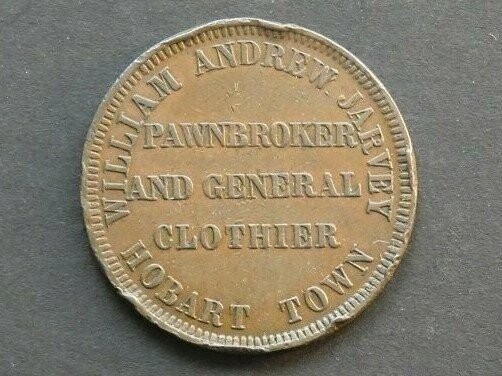 WILLIAM ANDREW JARVEY
PAWNBROKER
AND GENERAL
CLOTHIER
HOBART TOWN